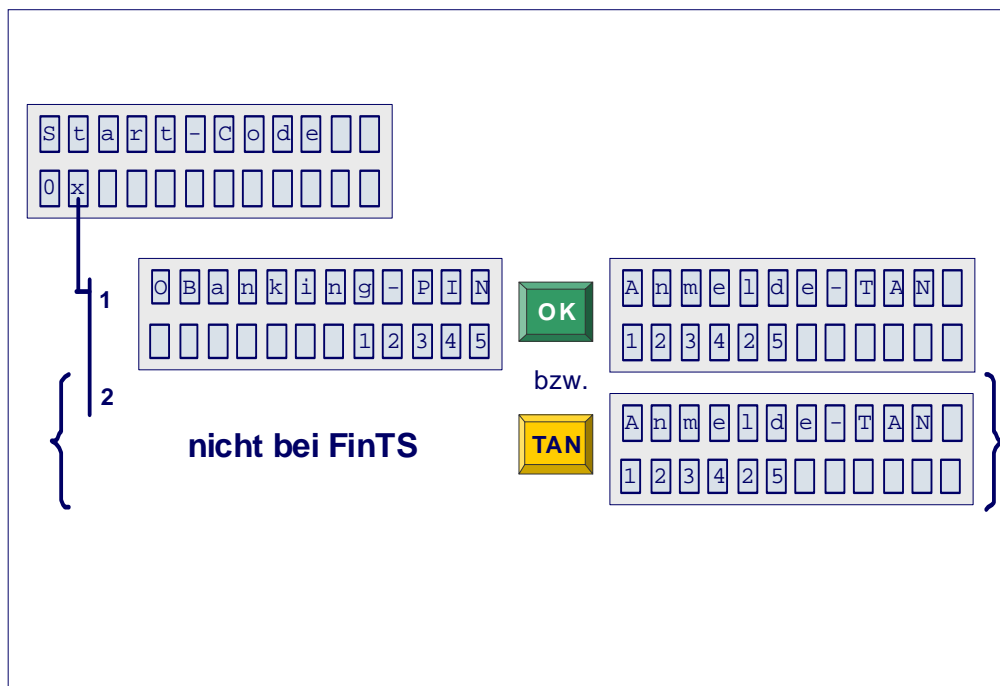 Start-Code
0x
1
OBanking-PIN
12345
OK
Anmelde-TAN
123425
bzw.
2
nicht bei FinTS
TAN
Anmelde-TAN
123425